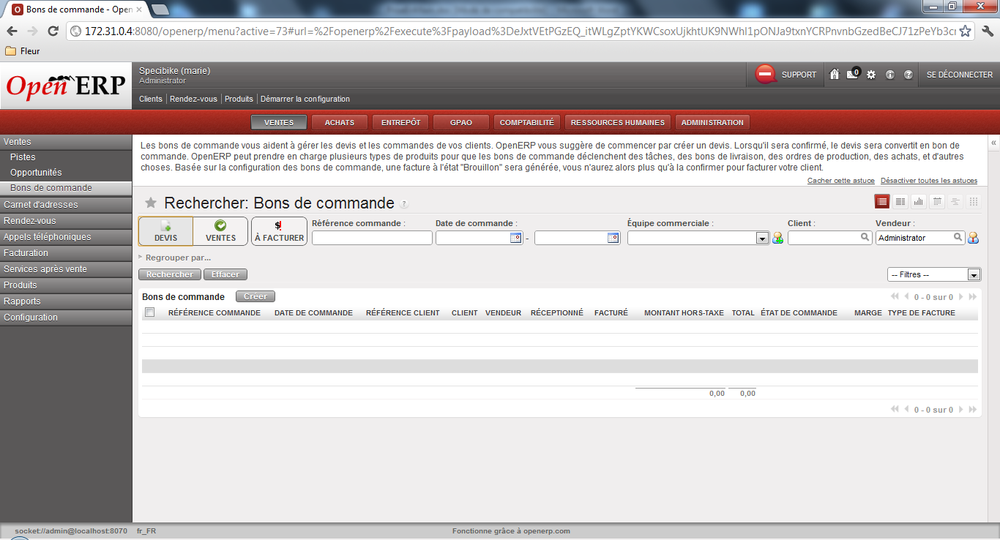 Bons de commande - Open
172.31.0.4:8080/openerp/menu?active=73#url=%2Fopenerp%2Fexecute%3Fpayload%3DeJxtVEtPGzEQ_itWLgZptYKWCsoxUjkhtUK9NWhl1pONJa9txnYCRPnvnbGzedBeCJ71zPeYb3c
Fleur
Open ERP
Specibike (marie)
Administrator
SUPPORT
0
SE DÉCONNECTER
Clients
Rendez-vous
Produits
Démarrer la configuration
VENTES
ACHATS
ENTREPÔT
GPAO
COMPTABILITÉ
RESSOURCES HUMAINES
ADMINISTRATION
Ventes
Pistes
Opportunités
Bons de commande
Carnet d'adresses
Rendez-vous
Appels téléphoniques
Facturation
Services après vente
Produits
Rapports
Configuration
Les bons de commande vous aident à gérer les devis et les commandes de vos clients. OpenERP vous suggère de commencer par créer un devis. Lorsqu'il sera confirmé, le devis sera convertit en bon de
commande. OpenERP peut prendre en charge plusieurs types de produits pour que les bons de commande déclenchent des tâches, des bons de livraison, des ordres de production, des achats, et d'autres
choses. Basée sur la configuration des bons de commande, une facture à l'état "Brouillon" sera générée, vous n'aurez alors plus qu'à la confirmer pour facturer votre client.
Cacher cette astuce
Désactiver toutes les astuces
«
Rechercher: Bons de commande ?
DEVIS
VENTES
À FACTURER
Référence commande :
Date de commande :
-
Équipe commerciale :
Client :
Vendeur :
Administrator
Regrouper par...
Rechercher
Effacer
-- Filtres --
Bons de commande
Créer
0 - 0 sur 0
RÉFÉRENCE COMMANDE
DATE DE COMMANDE
RÉFÉRENCE CLIENT
CLIENT
VENDEUR
RÉCEPTIONNÉ
FACTURÉ
MONTANT HORS-TAXE
TOTAL
ÉTAT DE COMMANDE
MARGE
TYPE DE FACTURE
0,00
0,00
0 - 0 sur 0
socket://admin@localhost:8070
fr_FR
Fonctionne grâce à openerp.com